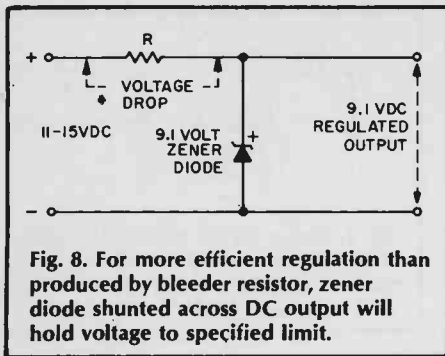 R
+
VOLTAGE
DROP
11-15VDC
9.1 VOLT
ZENER
DIODE
+
9.1 VDC
REGULATED
OUTPUT
-
Fig. 8. For more efficient regulation than
produced by bleeder resistor, zener
diode shunted across DC output will
hold voltage to specified limit.